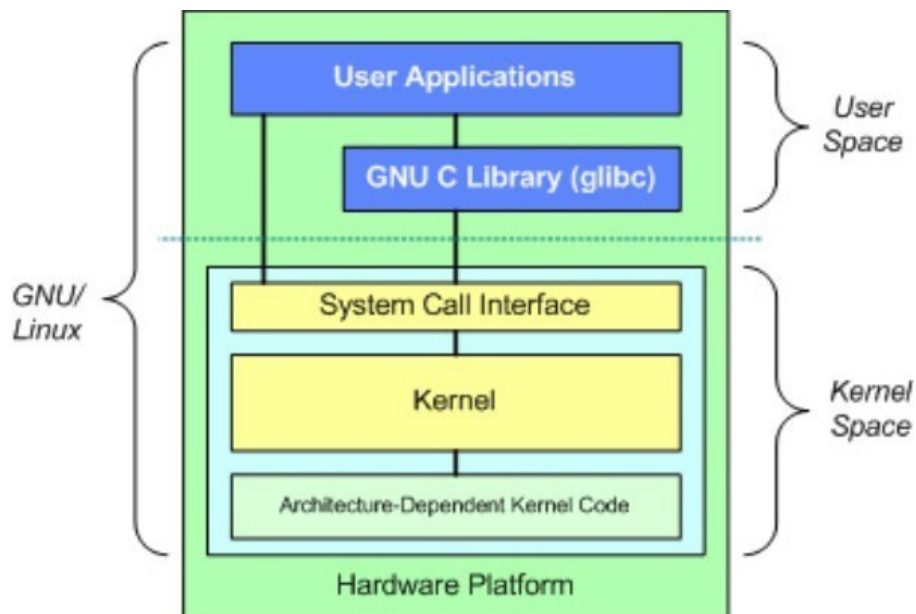 User Applications
GNU C Library (glibc)
User
Space
GNU/
Linux
System Call Interface
Kernel
Kernel
Space
Architecture-Dependent Kernel Code
Hardware Platform